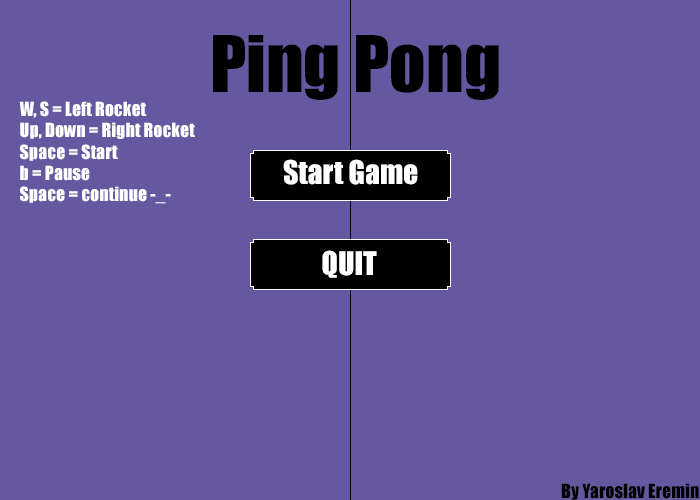 Ping Pong
W, S = Left Rocket
Up, Down = Right Rocket
Space = Start
b = Pause
Space = continue -_-
Start Game
QUIT
By Yaroslav Eremin